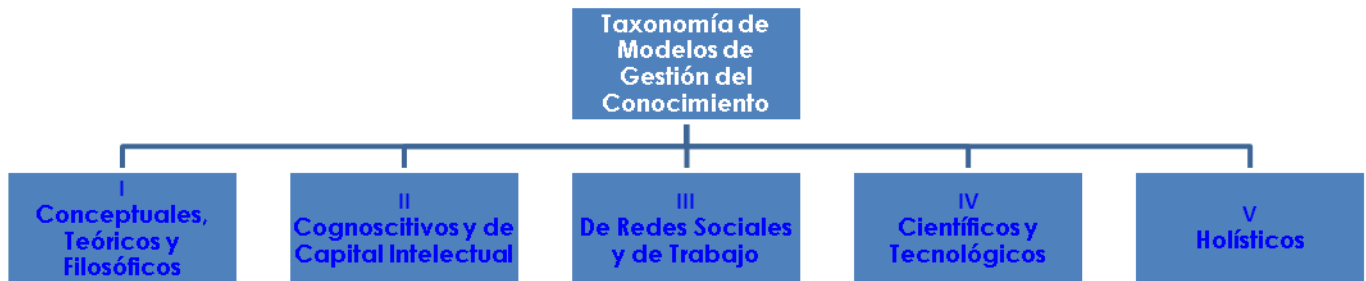 Taxonomía de
Modelos de
Gestión del
Conocimiento
I
Conceptuales,
Teóricos y
Filosóficos
II
Cognoscitivos y de
Capital Intelectual
III
De Redes Sociales
y de Trabajo
IV
Científicos y
Tecnológicos
V
Holísticos